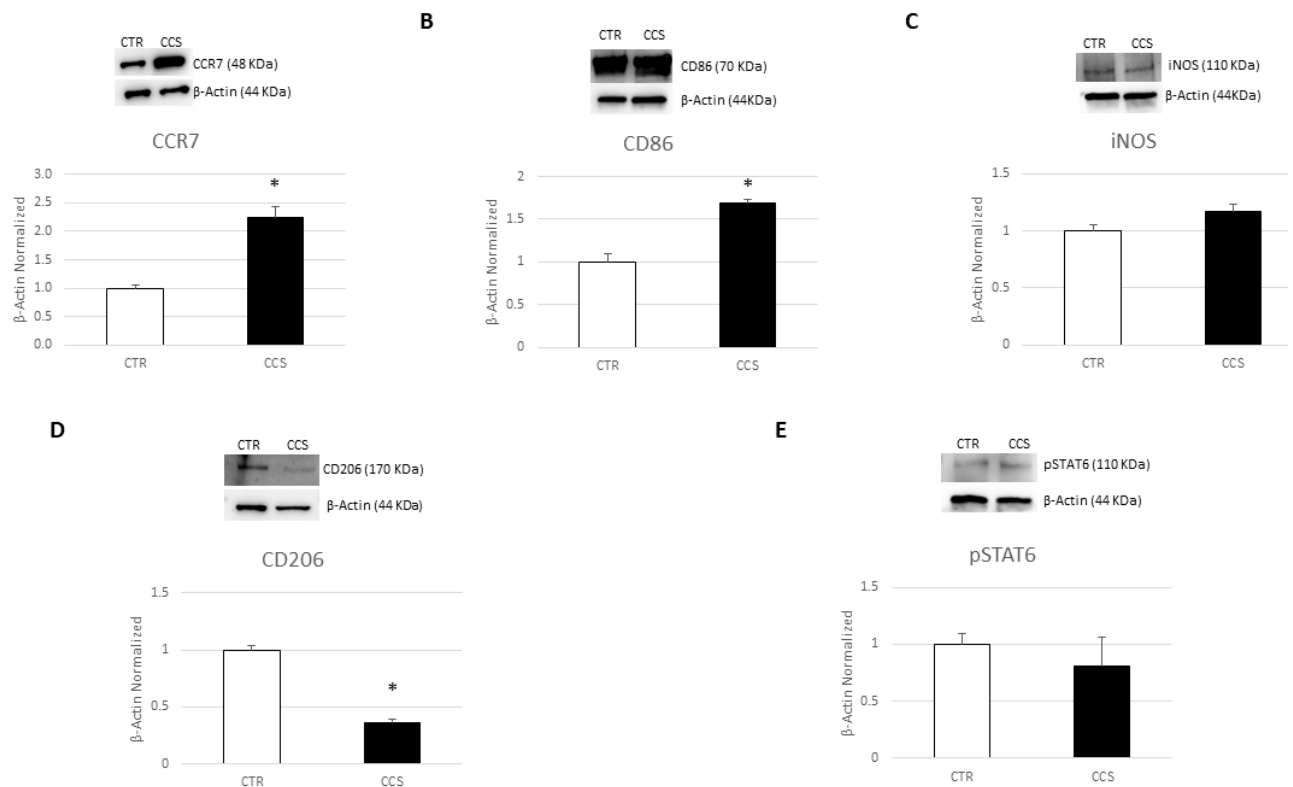 CTR CCS
CCR7 (48 KDa)
β-Actin (44 KDa)
CCR7
3.0
2.5
2.0
1.5
1.0
0.5
0.0
β-Actin Normalized
*
CTR CCS
B
CTR CCS
CD86 (70 KDa)
β-Actin (44KDa)
CD86
2
1.5
1
0.5
0
β-Actin Normalized
*
CTR CCS
C
CTR CCS
iNOS (110 KDa)
β-Actin (44KDa)
iNOS
1.5
1
0.5
0
β-Actin Normalized
CTR CCS
D
CTR CCS
CD206 (170 KDa)
β-Actin (44 KDa)
CD206
1.5
1
0.5
0
β-Actin Normalized
*
CTR CCS
E
CTR CCS
pSTAT6 (110 KDa)
β-Actin (44 KDa)
pSTAT6
1.5
1
0.5
0
β-Actin Normalized
CTR CCS